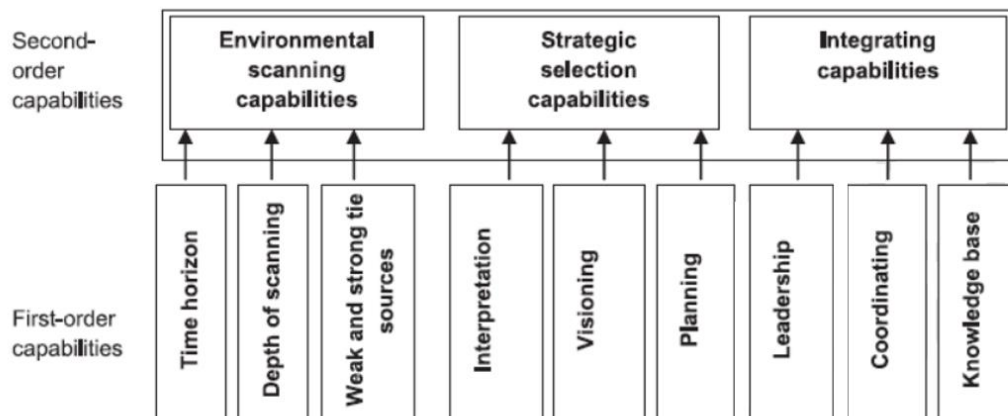 Second-
order
capabilities
Environmental
scanning
capabilities
Strategic
selection
capabilities
Integrating
capabilities
First-order
capabilities
Time horizon
Depth of scanning
Weak and strong tie
sources
Interpretation
Visioning
Planning
Leadership
Coordinating
Knowledge base